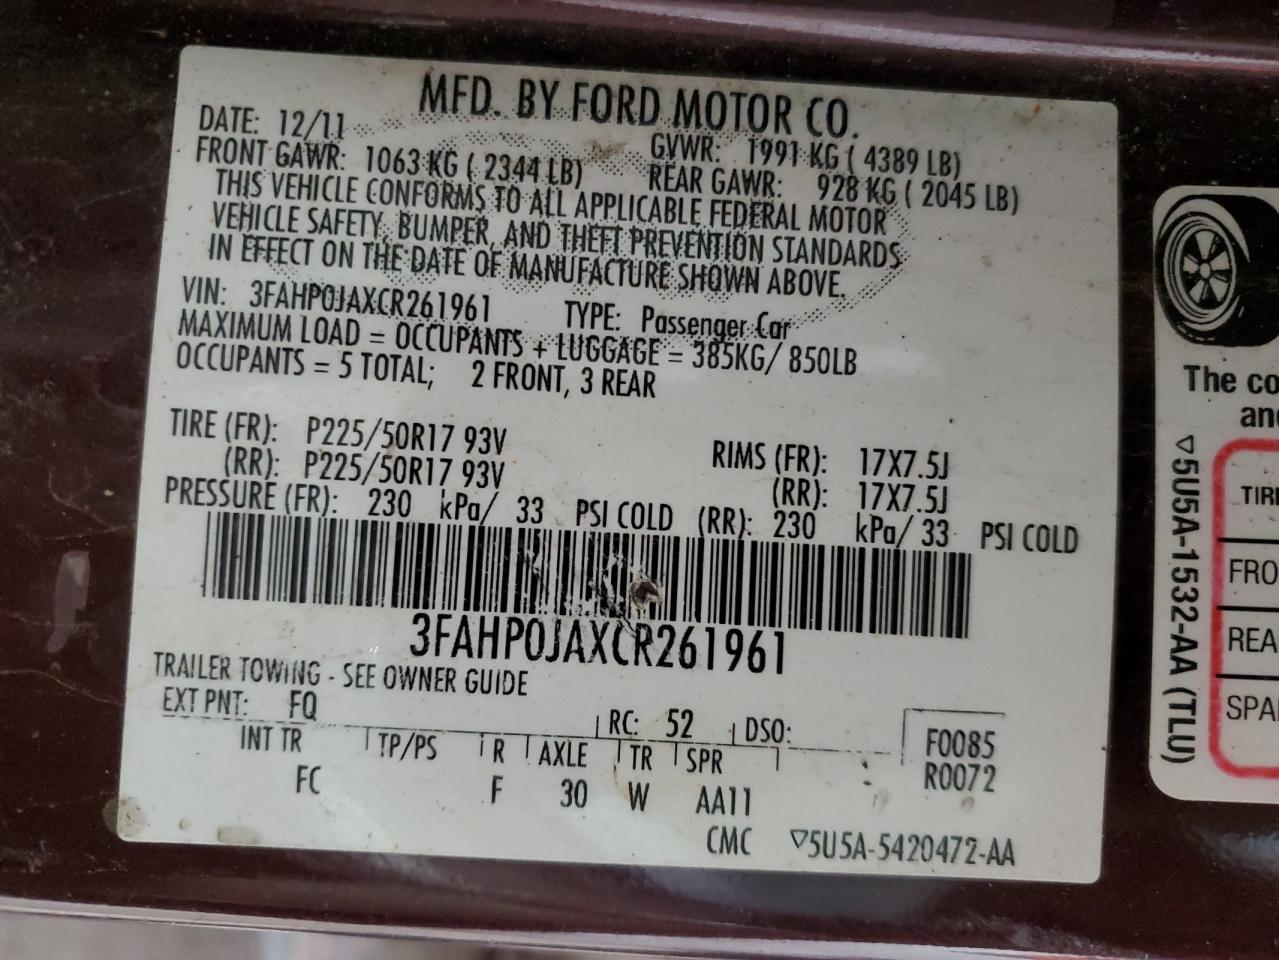 MFD. BY FORD MOTOR CO.
DATE: 12/11 GVWR: 1991 KG ( 4389 LB)
FRONT GAWR: 1063 KG ( 2344 LB) REAR GAWR: 928 KG ( 2045 LB)
THIS VEHICLE CONFORMS TO ALL APPLICABLE FEDERAL MOTOR
VEHICLE SAFETY, BUMPER, AND THEFT PREVENTION STANDARDS
IN EFFECT ON THE DATE OF MANUFACTURE SHOWN ABOVE.
VIN: 3FAHP0JAXCR261961 TYPE: Passenger Car
MAXIMUM LOAD = OCCUPANTS + LUGGAGE = 385KG/ 850LB
OCCUPANTS = 5 TOTAL; 2 FRONT, 3 REAR
TIRE (FR): P225/50R17 93V RIMS (FR): 17X7.5J
(RR): P225/50R17 93V (RR): 17X7.5J
PRESSURE (FR): 230 kPa/ 33 PSI COLD (RR): 230 kPa/ 33 PSI COLD
3FAHP0JAXCR261961
TRAILER TOWING - SEE OWNER GUIDE
EXT PNT: FQ RC: 52 DSO:
INT TR TP/PS R AXLE TR SPR F0085
FC F 30 W AA11 R0072
CMC ▽5U5A-5420472-AA
The co
and
▽5U5A-1532-AA (TLU)
TIRE
FRO
REA
SPA